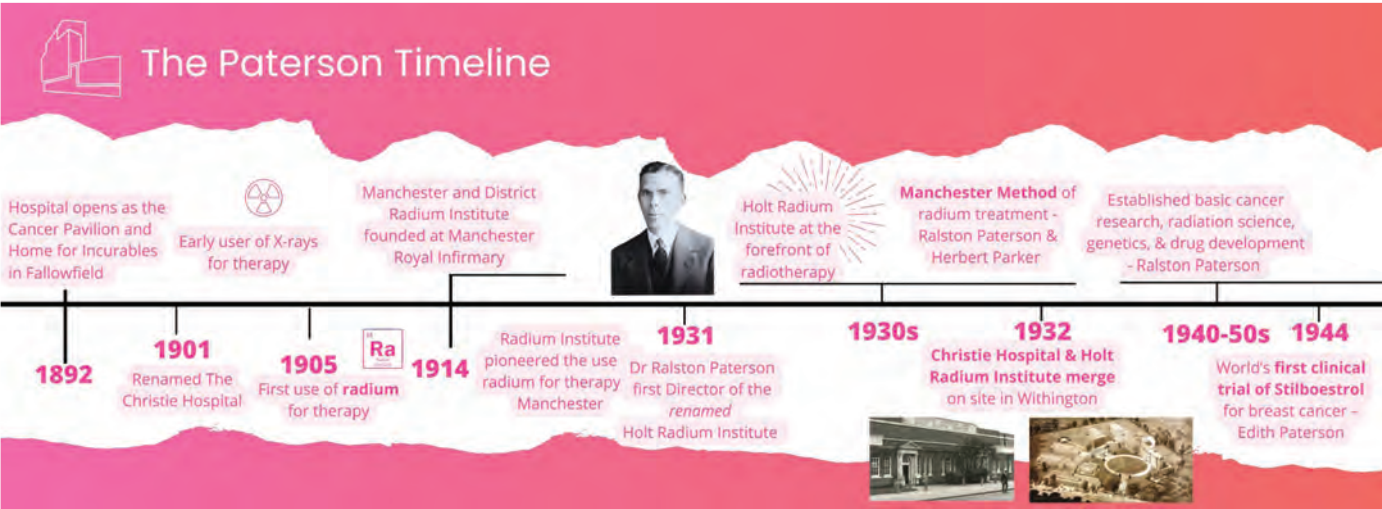 The Paterson Timeline
Hospital opens as the
Cancer Pavilion and
Home for Incurables
in Fallowfield
1892
1901
Renamed The
Christie Hospital
Early user of X-rays
for therapy
1905
First use of radium
for therapy
Ra
Manchester and District
Radium Institute
founded at Manchester
Royal Infirmary
1914
Radium Institute
pioneered the use
radium for therapy
Manchester
1931
Dr Ralston Paterson
first Director of the
renamed
Holt Radium Institute
Holt Radium
Institute at the
forefront of
radiotherapy
1930s
Manchester Method of
radium treatment -
Ralston Paterson &
Herbert Parker
1932
Christie Hospital & Holt
Radium Institute merge
on site in Withington
Established basic cancer
research, radiation science,
genetics, & drug development
- Ralston Paterson
1940-50s
1944
World's first clinical
trial of Stilboestrol
for breast cancer –
Edith Paterson